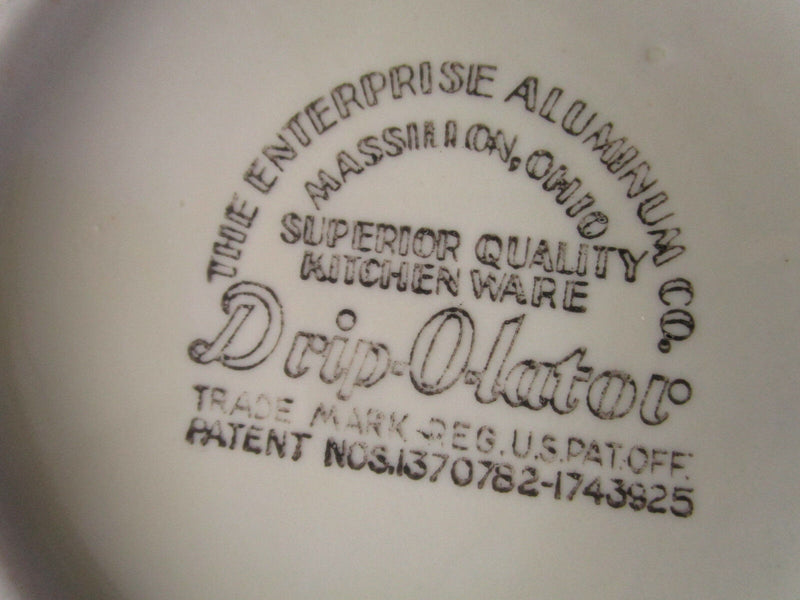 THE ENTERPRISE ALUMINUM CO.
MASSILLON, OHIO
SUPERIOR QUALITY
KITCHEN WARE
Drip-O-lator
TRADE MARK-REG.U.S.PAT.OFF.
PATENT NOS.1370782-1743925